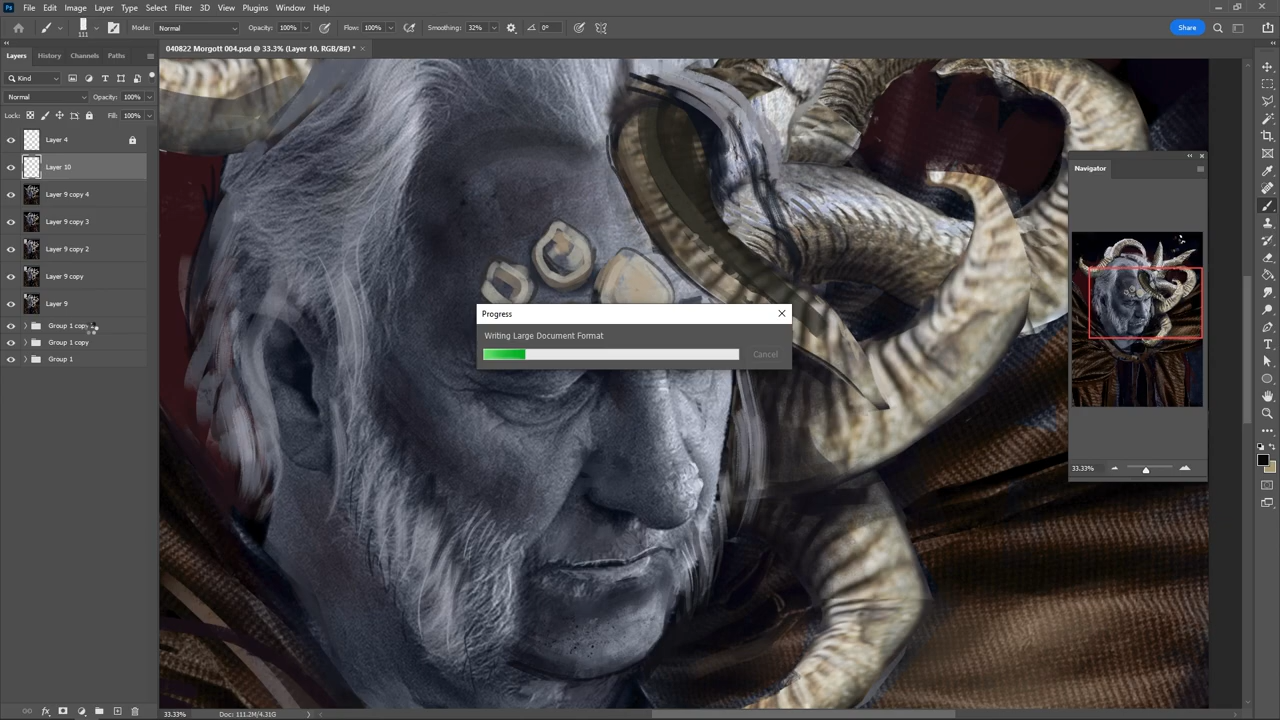 Ps File Edit Image Layer Type Select Filter 3D View Plugins Window Help
111 Mode: Normal Opacity: 100% Flow: 100% Smoothing: 32% 0° Share
Layers History Channels Paths
040822 Morgott 004.psd @ 33.3% (Layer 10, RGB/8#) * ×
Kind
Normal Opacity: 100%
Lock: Fill: 100%
Layer 4
Layer 10
Layer 9 copy 4
Layer 9 copy 3
Layer 9 copy 2
Layer 9 copy
Layer 9
Group 1 copy
Group 1 copy
Group 1
Progress
Writing Large Document Format
Cancel
Navigator
33.33%
33.33% Doc: 111.2M/4.31G